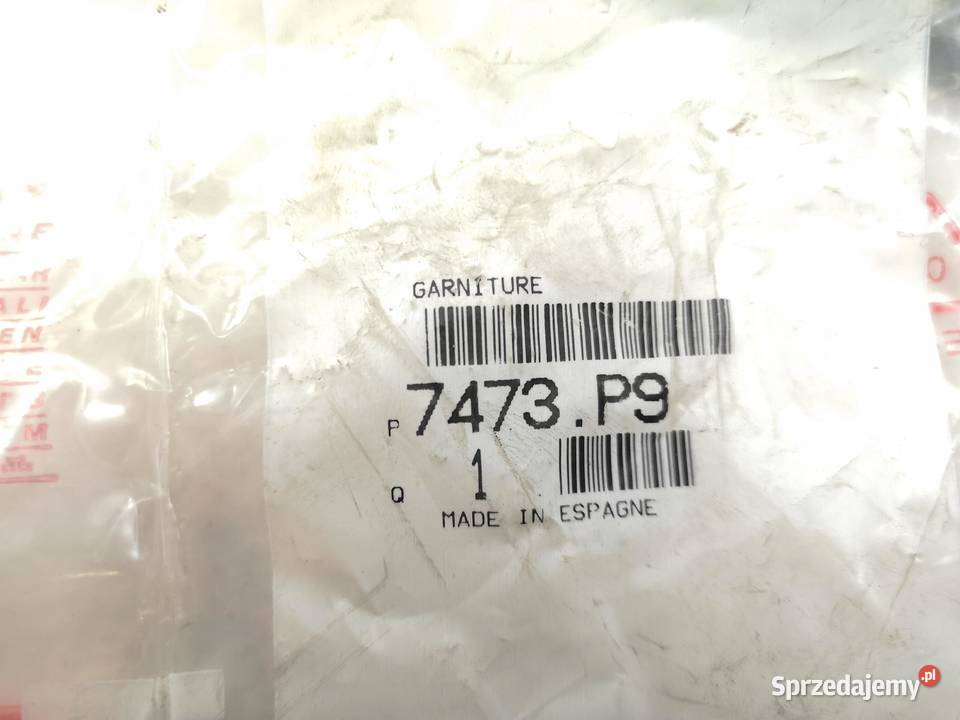 GARNITURE
P 7473.P9
Q 1
MADE IN ESPAGNE
Sprzedajemy.pl